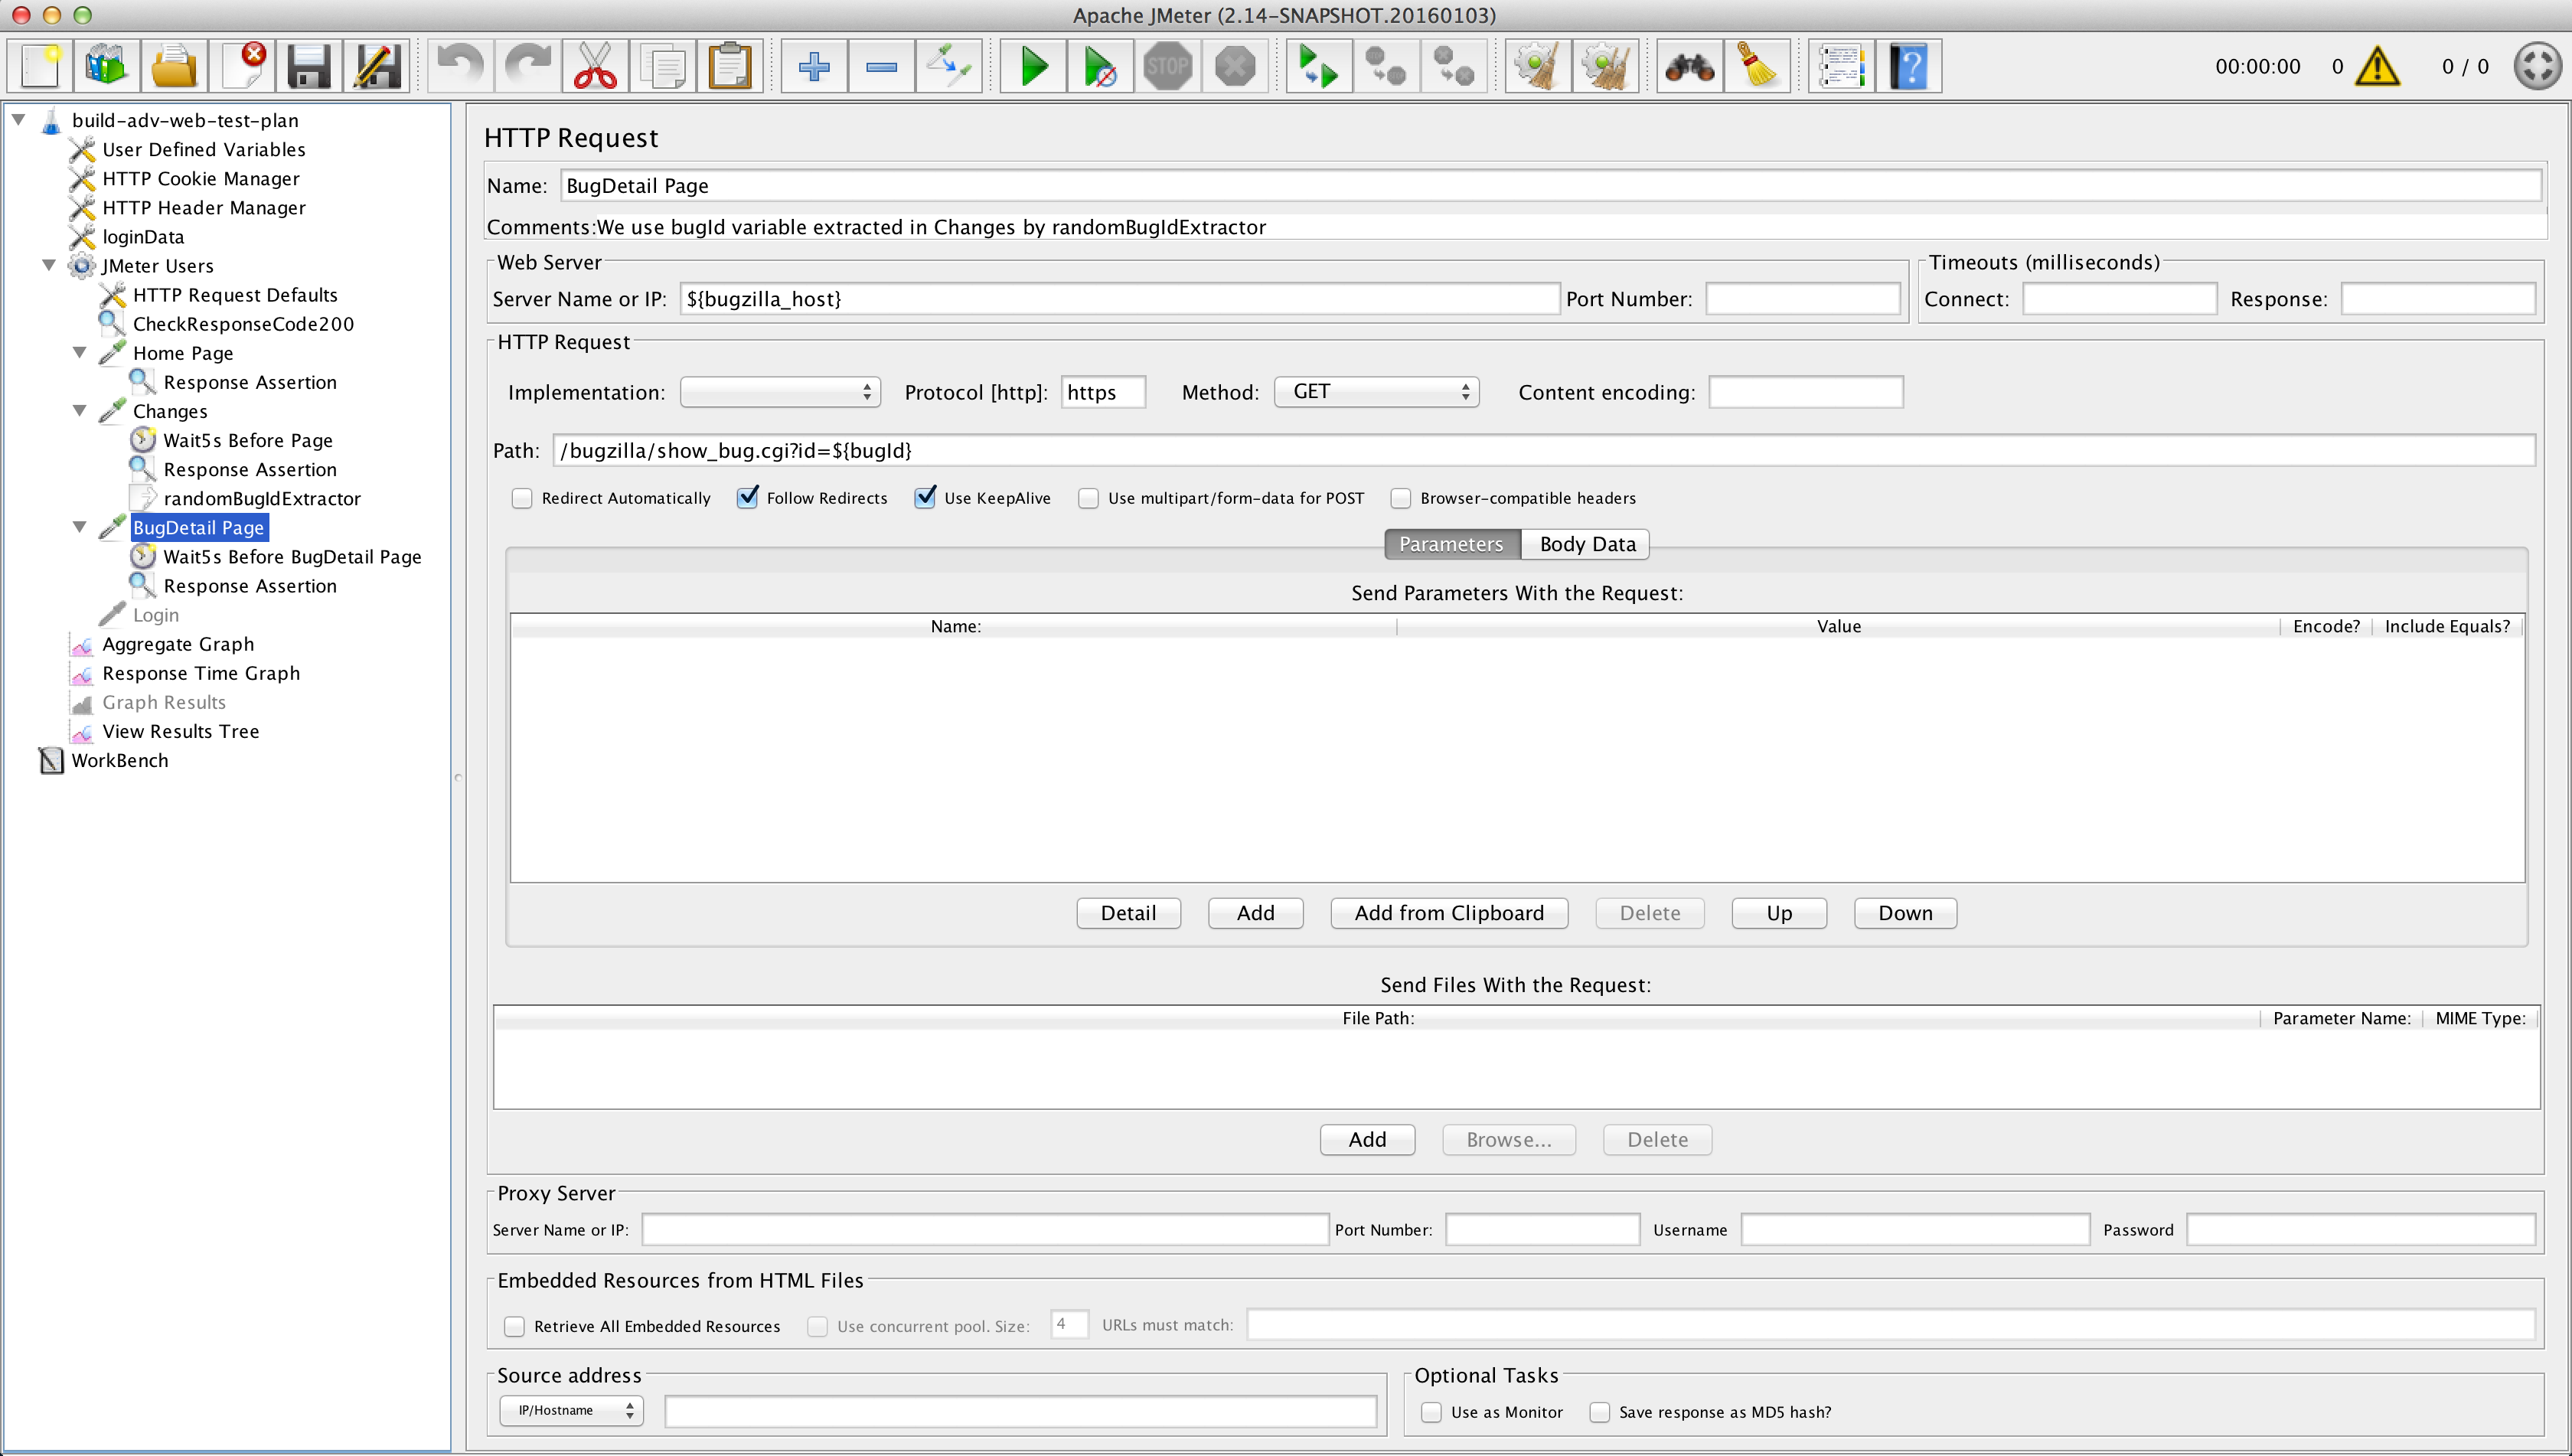 Apache JMeter (2.14-SNAPSHOT.20160103)
STOP
00:00:00 0 0 / 0
build-adv-web-test-plan
User Defined Variables
HTTP Cookie Manager
HTTP Header Manager
loginData
JMeter Users
HTTP Request Defaults
CheckResponseCode200
Home Page
Response Assertion
Changes
Wait5s Before Page
Response Assertion
randomBugIdExtractor
BugDetail Page
Wait5s Before BugDetail Page
Response Assertion
Login
Aggregate Graph
Response Time Graph
Graph Results
View Results Tree
WorkBench
HTTP Request
Name: BugDetail Page
Comments: We use bugId variable extracted in Changes by randomBugIdExtractor
Web Server
Server Name or IP: ${bugzilla_host} Port Number:
Timeouts (milliseconds)
Connect: Response:
HTTP Request
Implementation: Protocol [http]: https Method: GET Content encoding:
Path: /bugzilla/show_bug.cgi?id=${bugId}
Redirect Automatically Follow Redirects Use KeepAlive Use multipart/form-data for POST Browser-compatible headers
Parameters Body Data
Send Parameters With the Request:
Name: Value Encode? Include Equals?
Detail Add Add from Clipboard Delete Up Down
Send Files With the Request:
File Path: Parameter Name: MIME Type:
Add Browse... Delete
Proxy Server
Server Name or IP: Port Number: Username Password
Embedded Resources from HTML Files
Retrieve All Embedded Resources Use concurrent pool. Size: 4 URLs must match:
Source address
IP/Hostname
Optional Tasks
Use as Monitor Save response as MD5 hash?